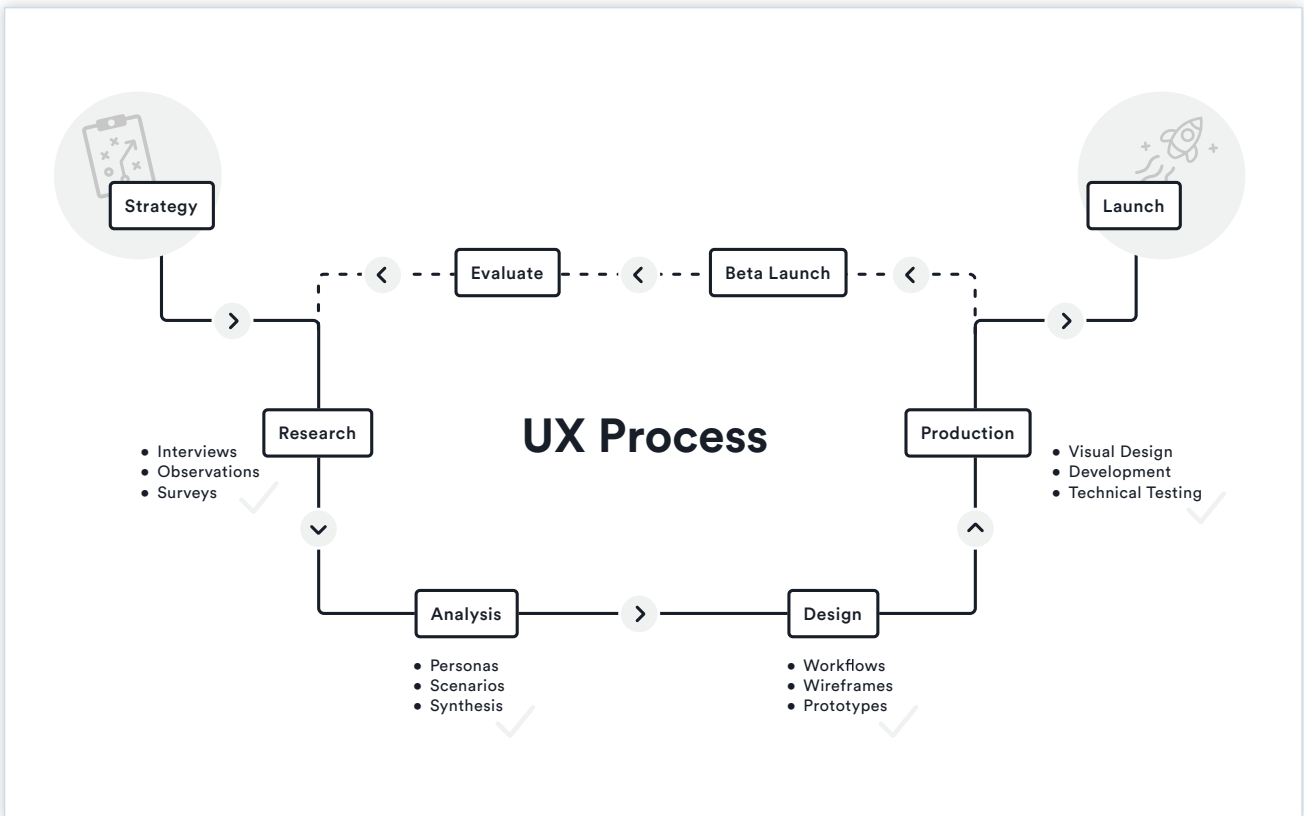 Strategy
Launch
Evaluate
Beta Launch
UX Process
Research
Interviews
Observations
Surveys
Production
Visual Design
Development
Technical Testing
Analysis
Personas
Scenarios
Synthesis
Design
Workflows
Wireframes
Prototypes